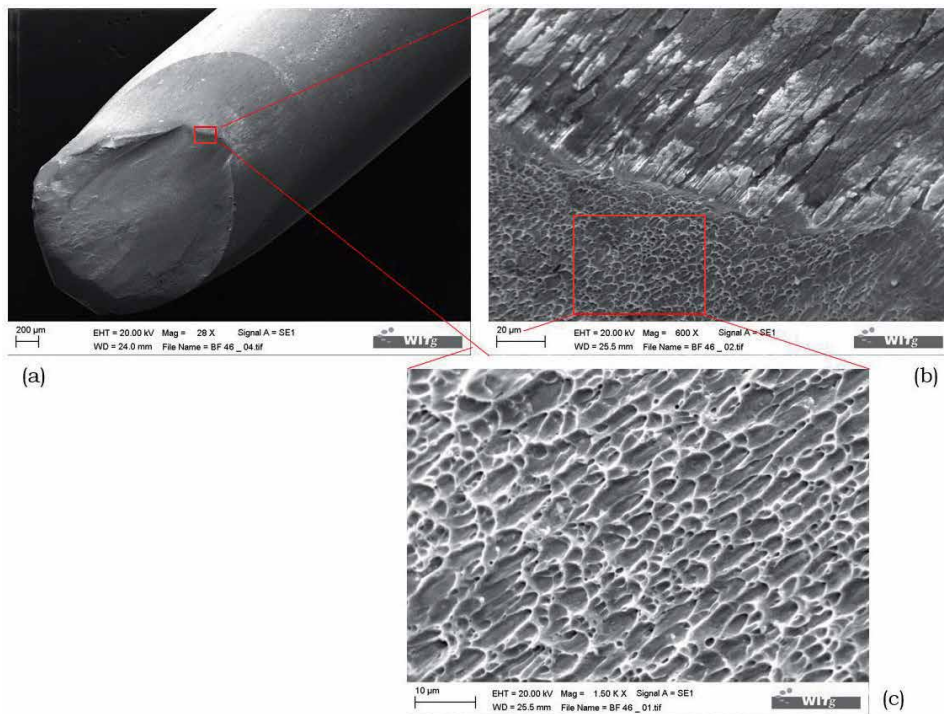 200 µm
EHT = 20.00 kV Mag = 28 X Signal A = SE1
WD = 24.0 mm File Name = BF 46 _ 04.tif
WITg
(a)
20 µm
EHT = 20.00 kV Mag = 600 X Signal A = SE1
WD = 25.5 mm File Name = BF 46 _ 02.tif
WITg
(b)
10 µm
EHT = 20.00 kV Mag = 1.50 K X Signal A = SE1
WD = 25.5 mm File Name = BF 46 _ 01.tif
WITg
(c)